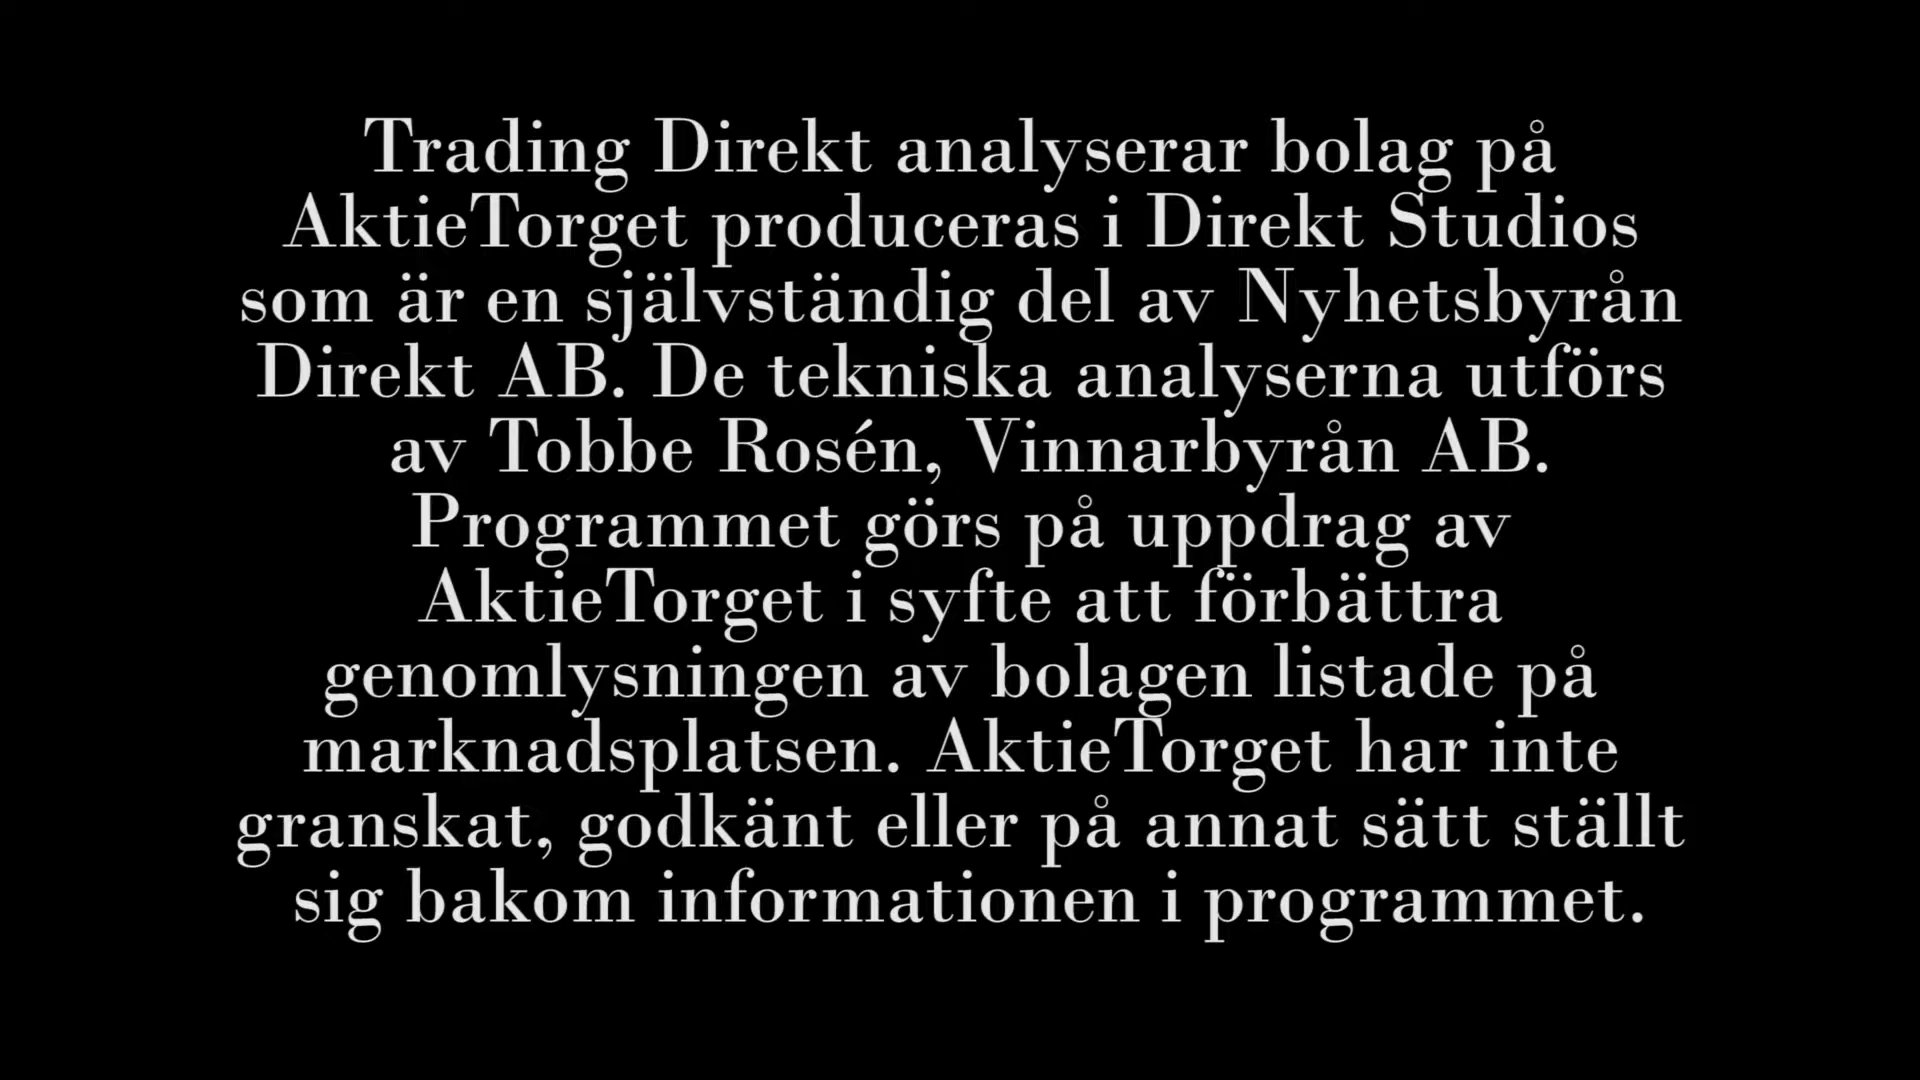 Trading Direkt analyserar bolag på
AktieTorget produceras i Direkt Studios
som är en självständig del av Nyhetsbyrån
Direkt AB. De tekniska analyserna utförs
av Tobbe Rosén, Vinnarbyrån AB.
Programmet görs på uppdrag av
AktieTorget i syfte att förbättra
genomlysningen av bolagen listade på
marknadsplatsen. AktieTorget har inte
granskat, godkänt eller på annat sätt ställt
sig bakom informationen i programmet.